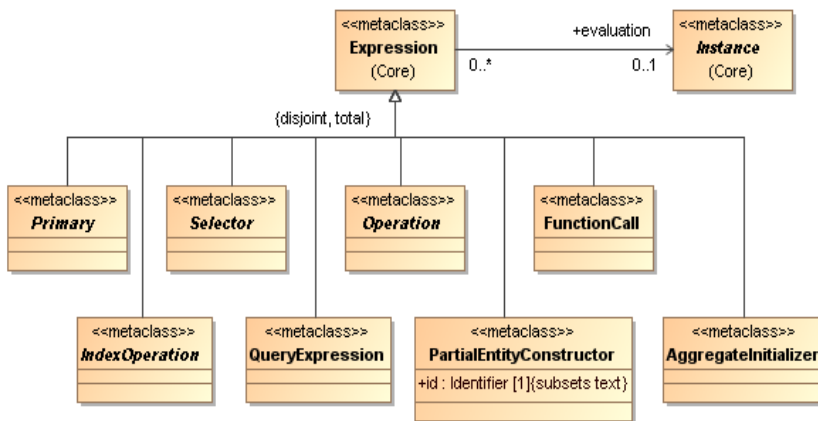 <<metaclass>>
Expression
(Core)
+evaluation
0..*
0..1
<<metaclass>>
Instance
(Core)
{disjoint, total}
<<metaclass>>
Primary
<<metaclass>>
Selector
<<metaclass>>
Operation
<<metaclass>>
FunctionCall
<<metaclass>>
IndexOperation
<<metaclass>>
QueryExpression
<<metaclass>>
PartialEntityConstructor
+id : Identifier [1]{subsets text}
<<metaclass>>
AggregateInitializer